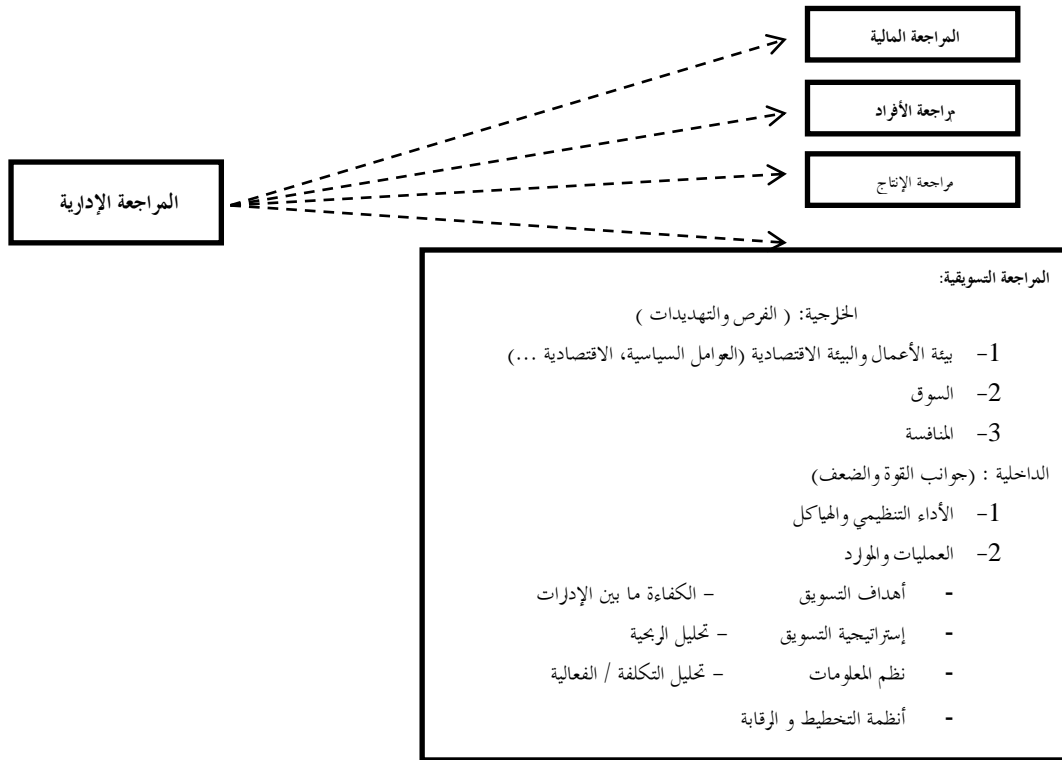 المراجعة المالية
مراجعة الأفراد
مراجعة الإنتاج
المراجعة الإدارية
المراجعة التسويقية:
الخارجية: ( الفرص والتهديدات )
1- بيئة الأعمال والبيئة الاقتصادية (العوامل السياسية، الاقتصادية ...)
2- السوق
3- المنافسة
الداخلية : (جوانب القوة والضعف)
1- الأداء التنظيمي والهياكل
2- العمليات والموارد
- أهداف التسويق – الكفاءة ما بين الإدارات
- إستراتيجية التسويق – تحليل الربحية
- نظم المعلومات – تحليل التكلفة / الفعالية
- أنظمة التخطيط و الرقابة